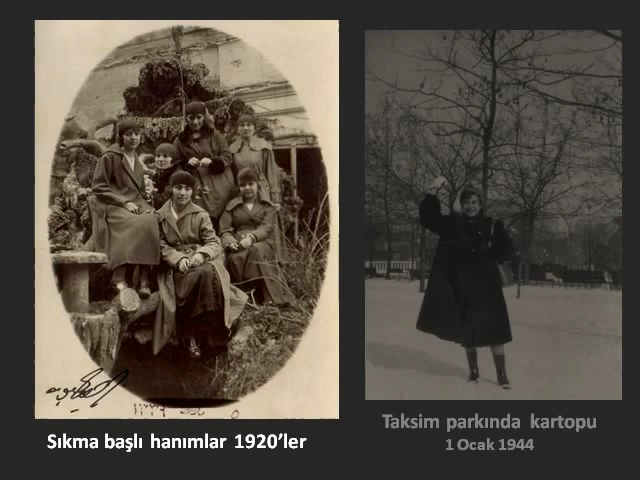 Sıkma başlı hanımlar 1920’ler
Taksim parkında kartopu
1 Ocak 1944